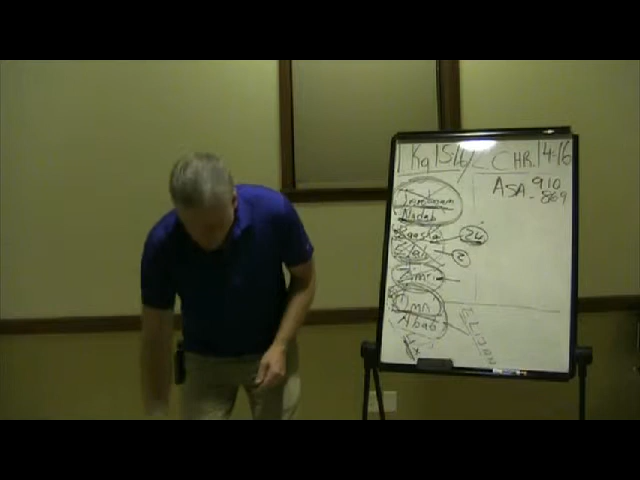 1 Kg 15-16 / 2 CHR. 14-16
ASA - 910
869
Jeroboam
Nadab
Baasha 24
Elah 2
Zimri
Omri
Ahab
ELIJAH